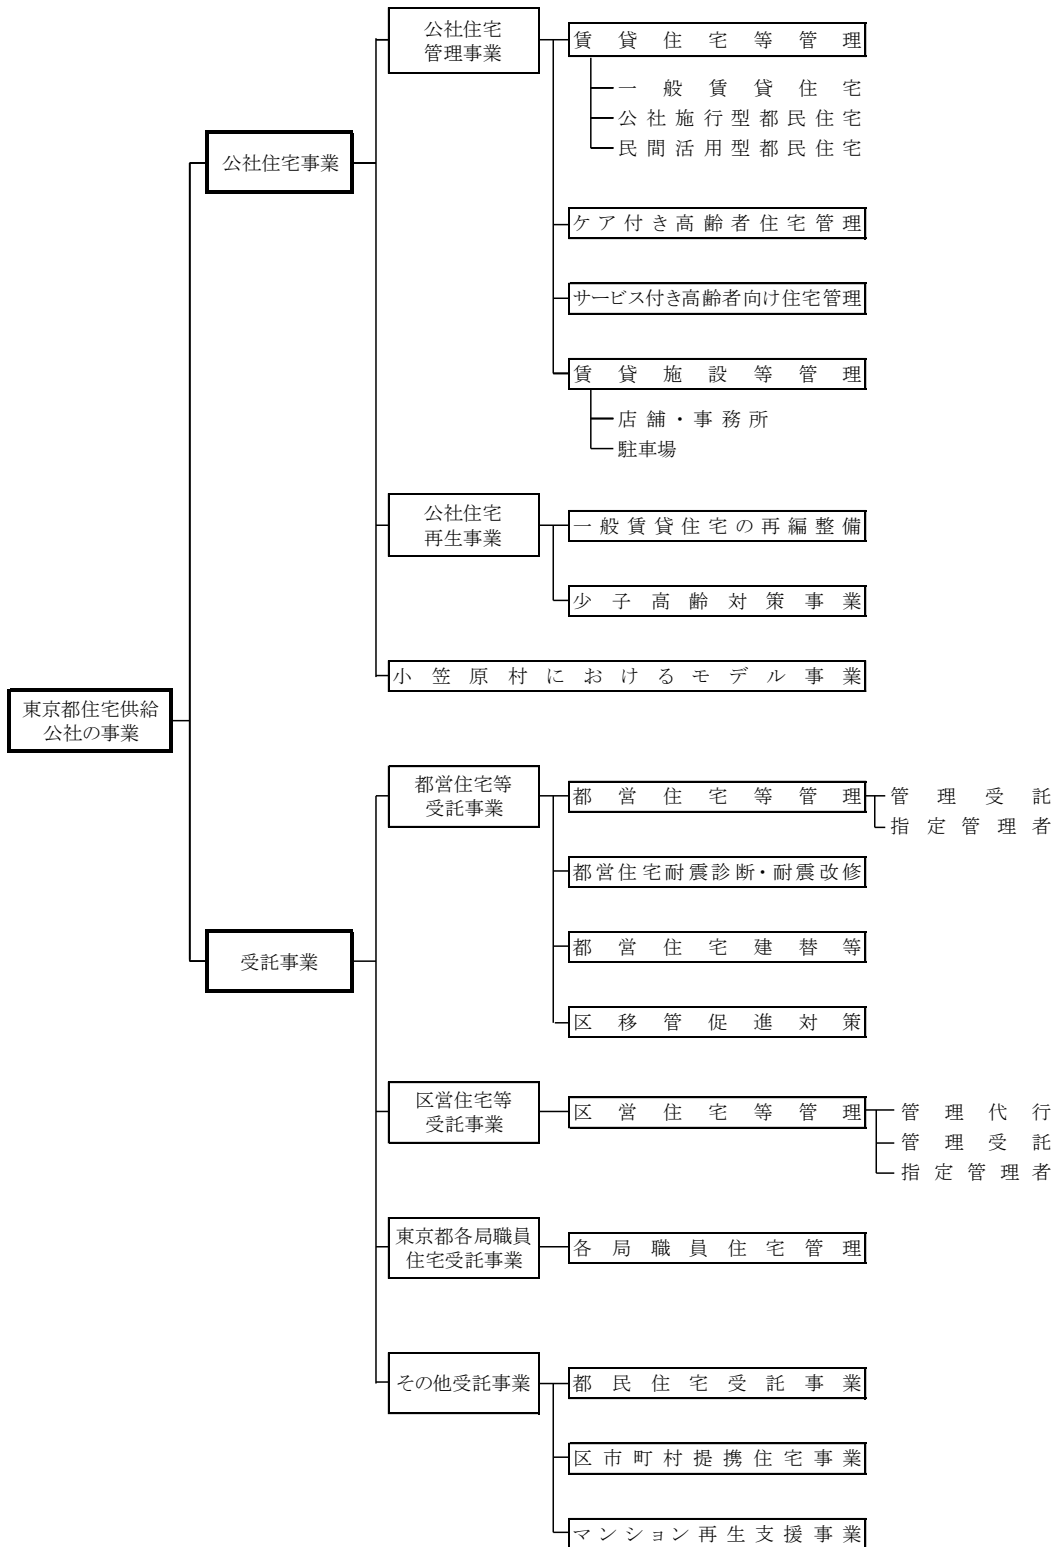 公社住宅
管理事業
賃貸住宅等管理
一般賃貸住宅
公社施行型都民住宅
民間活用型都民住宅
公社住宅事業
ケア付き高齢者住宅管理
サービス付き高齢者向け住宅管理
賃貸施設等管理
店舗・事務所
駐車場
公社住宅
再生事業
一般賃貸住宅の再編整備
少子高齢対策事業
小笠原村におけるモデル事業
東京都住宅供給
公社の事業
都営住宅等
受託事業
都営住宅等管理
管理受託
指定管理者
都営住宅耐震診断・耐震改修
都営住宅建替等
受託事業
区移管促進対策
区営住宅等
受託事業
区営住宅等管理
管理代行
管理受託
指定管理者
東京都各局職員
住宅受託事業
各局職員住宅管理
その他受託事業
都民住宅受託事業
区市町村提携住宅事業
マンション再生支援事業